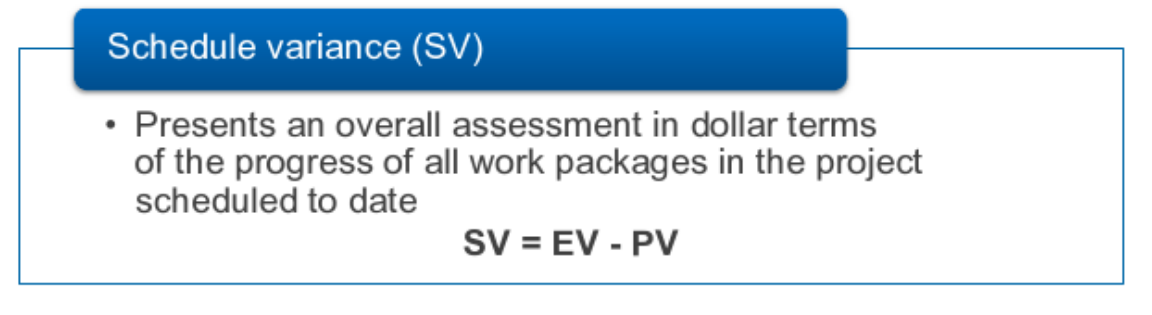 Schedule variance (SV)
• Presents an overall assessment in dollar terms
of the progress of all work packages in the project
scheduled to date
SV = EV - PV